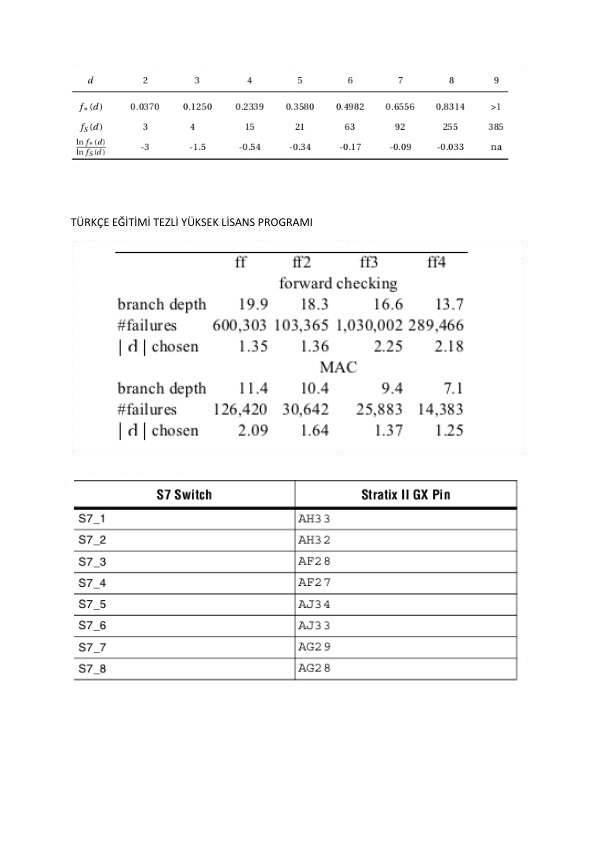 d 2 3 4 5 6 7 8 9
f*(d) 0.0370 0.1250 0.2339 0.3580 0.4982 0.6556 0.8314 >1
fS(d) 3 4 15 21 63 92 255 385
ln f*(d) / ln fS(d) -3 -1.5 -0.54 -0.34 -0.17 -0.09 -0.033 na
TÜRKÇE EĞİTİMİ TEZLİ YÜKSEK LİSANS PROGRAMI
ff ff2 ff3 ff4
forward checking
branch depth 19.9 18.3 16.6 13.7
#failures 600,303 103,365 1,030,002 289,466
| d | chosen 1.35 1.36 2.25 2.18
MAC
branch depth 11.4 10.4 9.4 7.1
#failures 126,420 30,642 25,883 14,383
| d | chosen 2.09 1.64 1.37 1.25
S7 Switch Stratix II GX Pin
S7_1 AH33
S7_2 AH32
S7_3 AF28
S7_4 AF27
S7_5 AJ34
S7_6 AJ33
S7_7 AG29
S7_8 AG28